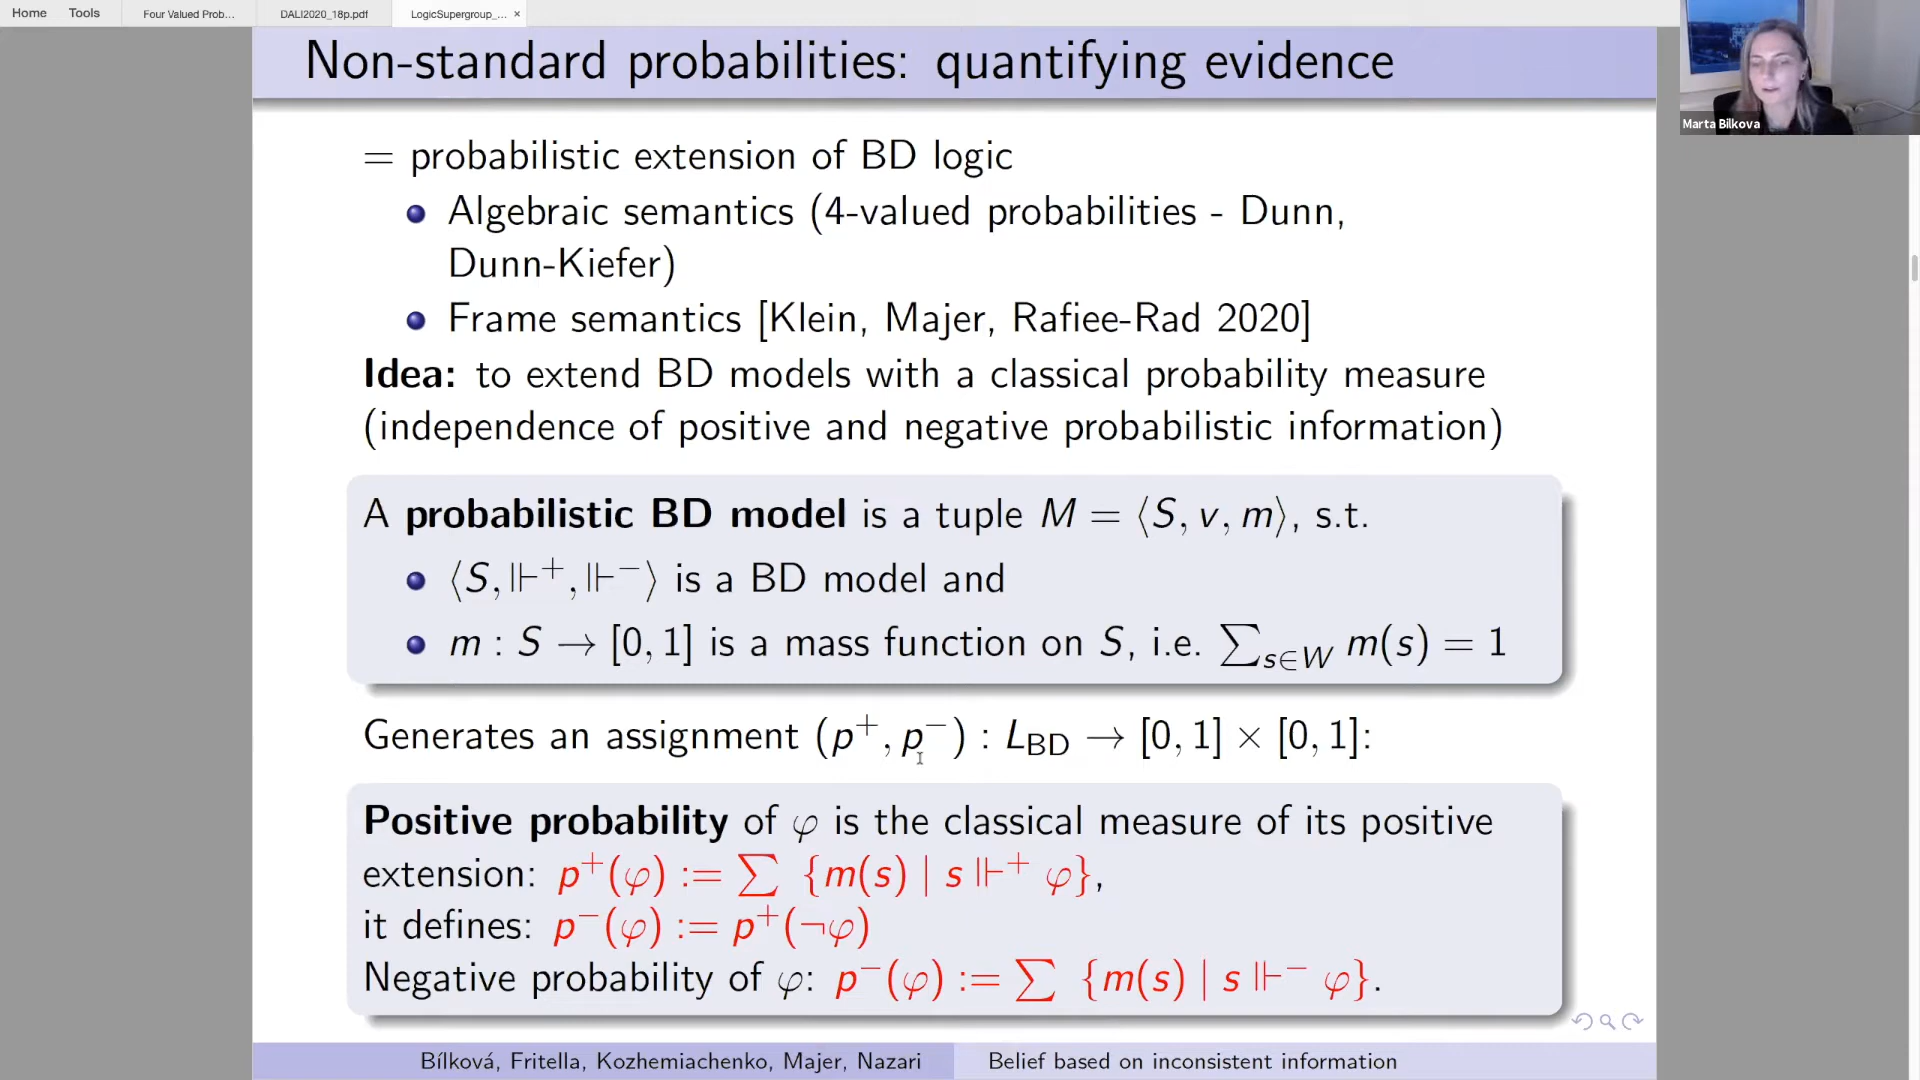 Home Tools Four Valued Prob... DALI2020_18p.pdf LogicSupergroup_... ×
Non-standard probabilities: quantifying evidence
Marta Bilkova
= probabilistic extension of BD logic
Algebraic semantics (4-valued probabilities - Dunn,
Dunn-Kiefer)
Frame semantics [Klein, Majer, Rafiee-Rad 2020]
Idea: to extend BD models with a classical probability measure
(independence of positive and negative probabilistic information)
A probabilistic BD model is a tuple M = ⟨S, v, m⟩, s.t.
⟨S, ⊩⁺, ⊩⁻⟩ is a BD model and
m : S → [0, 1] is a mass function on S, i.e. ∑_{s∈W} m(s) = 1
Generates an assignment (p⁺, p⁻) : L_BD → [0, 1] × [0, 1]:
Positive probability of φ is the classical measure of its positive
extension: p⁺(φ) := ∑ {m(s) | s ⊩⁺ φ},
it defines: p⁻(φ) := p⁺(¬φ)
Negative probability of φ: p⁻(φ) := ∑ {m(s) | s ⊩⁻ φ}.
Bílková, Fritella, Kozhemiachenko, Majer, Nazari Belief based on inconsistent information